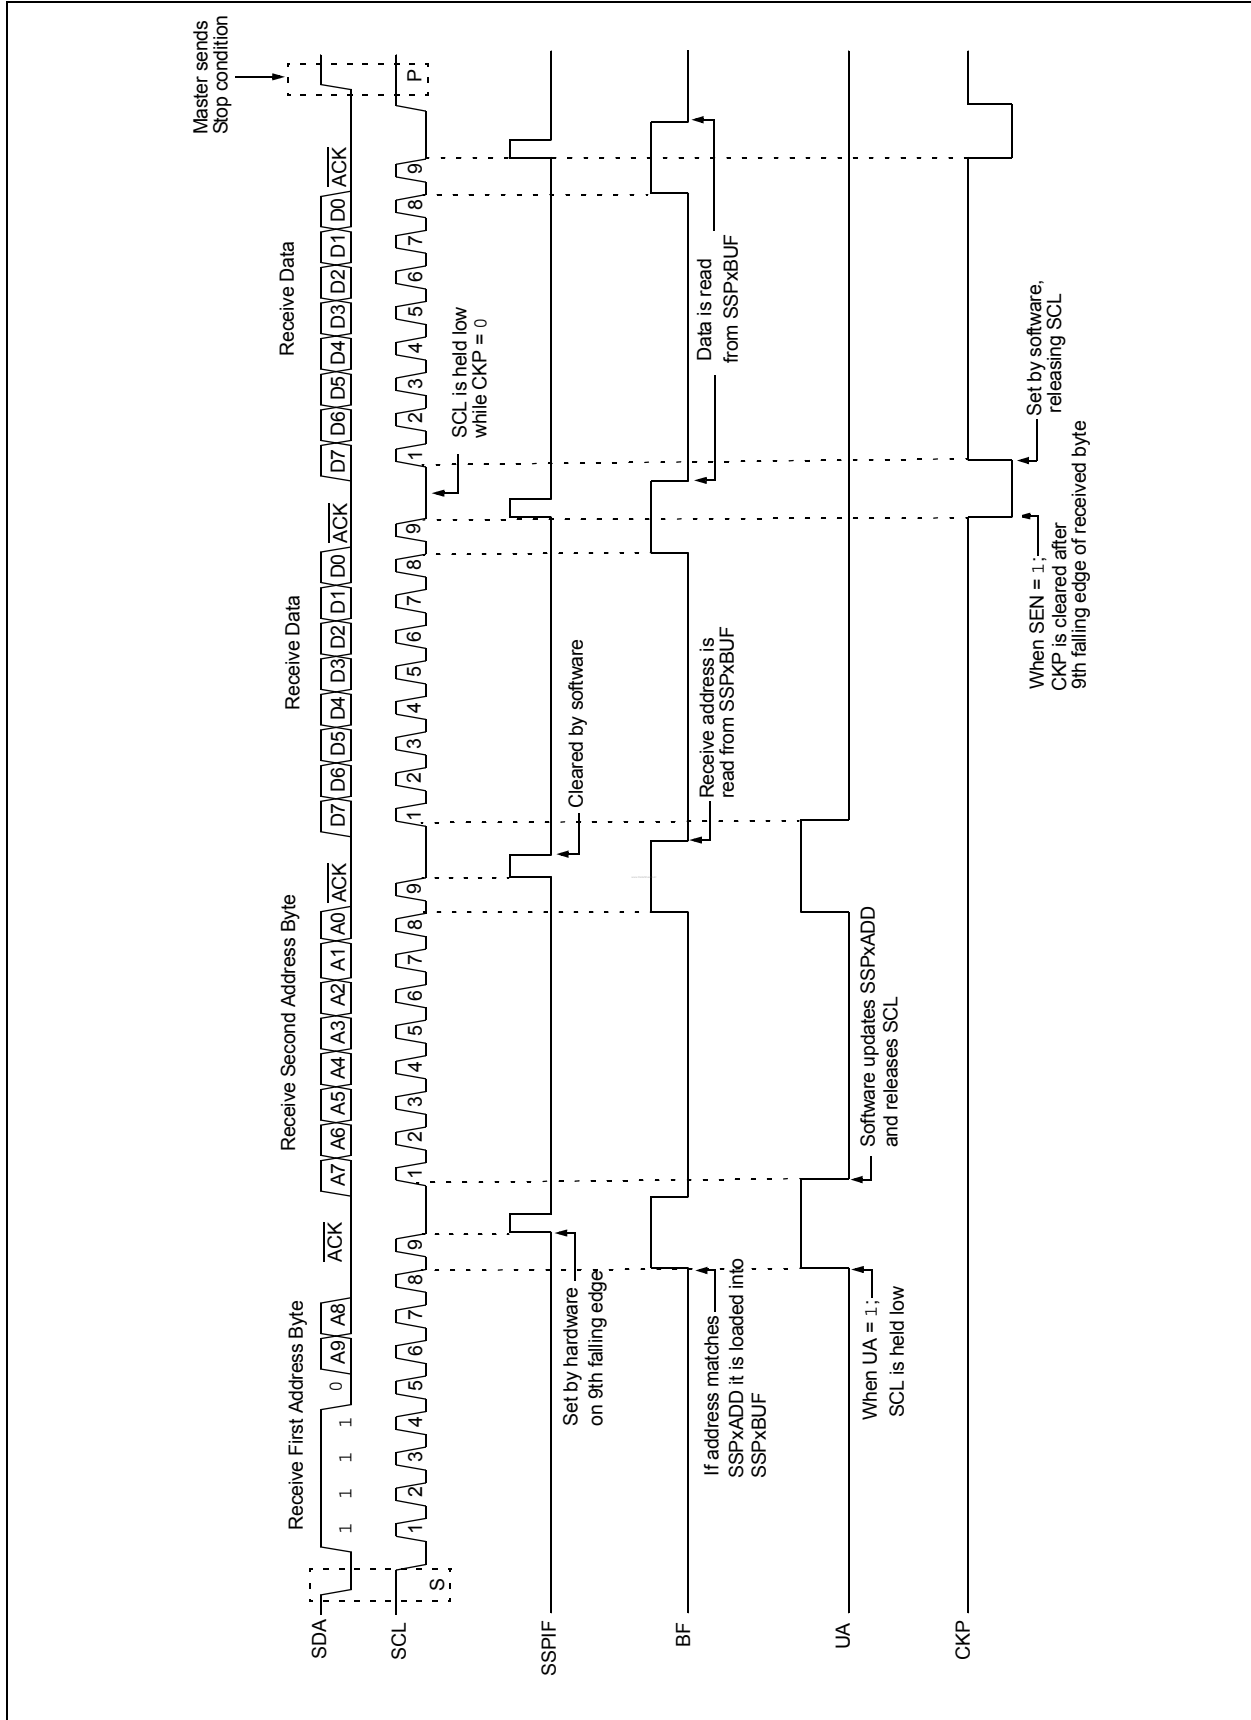 Master sends
Stop condition
Receive First Address Byte
Receive Second Address Byte
Receive Data
Receive Data
SDA
1 1 1 1 0 A9 A8 ACK A7 A6 A5 A4 A3 A2 A1 A0 ACK D7 D6 D5 D4 D3 D2 D1 D0 ACK D7 D6 D5 D4 D3 D2 D1 D0 ACK
SCL
S 1 2 3 4 5 6 7 8 9 1 2 3 4 5 6 7 8 9 1 2 3 4 5 6 7 8 9 1 2 3 4 5 6 7 8 9 P
SCL is held low
while CKP = 0
SSPIF
Set by hardware
on 9th falling edge
Cleared by software
BF
If address matches
SSPxADD it is loaded into
SSPxBUF
Receive address is
read from SSPxBUF
Data is read
from SSPxBUF
UA
When UA = 1;
SCL is held low
Software updates SSPxADD
and releases SCL
CKP
When SEN = 1;
CKP is cleared after
9th falling edge of received byte
Set by software,
releasing SCL